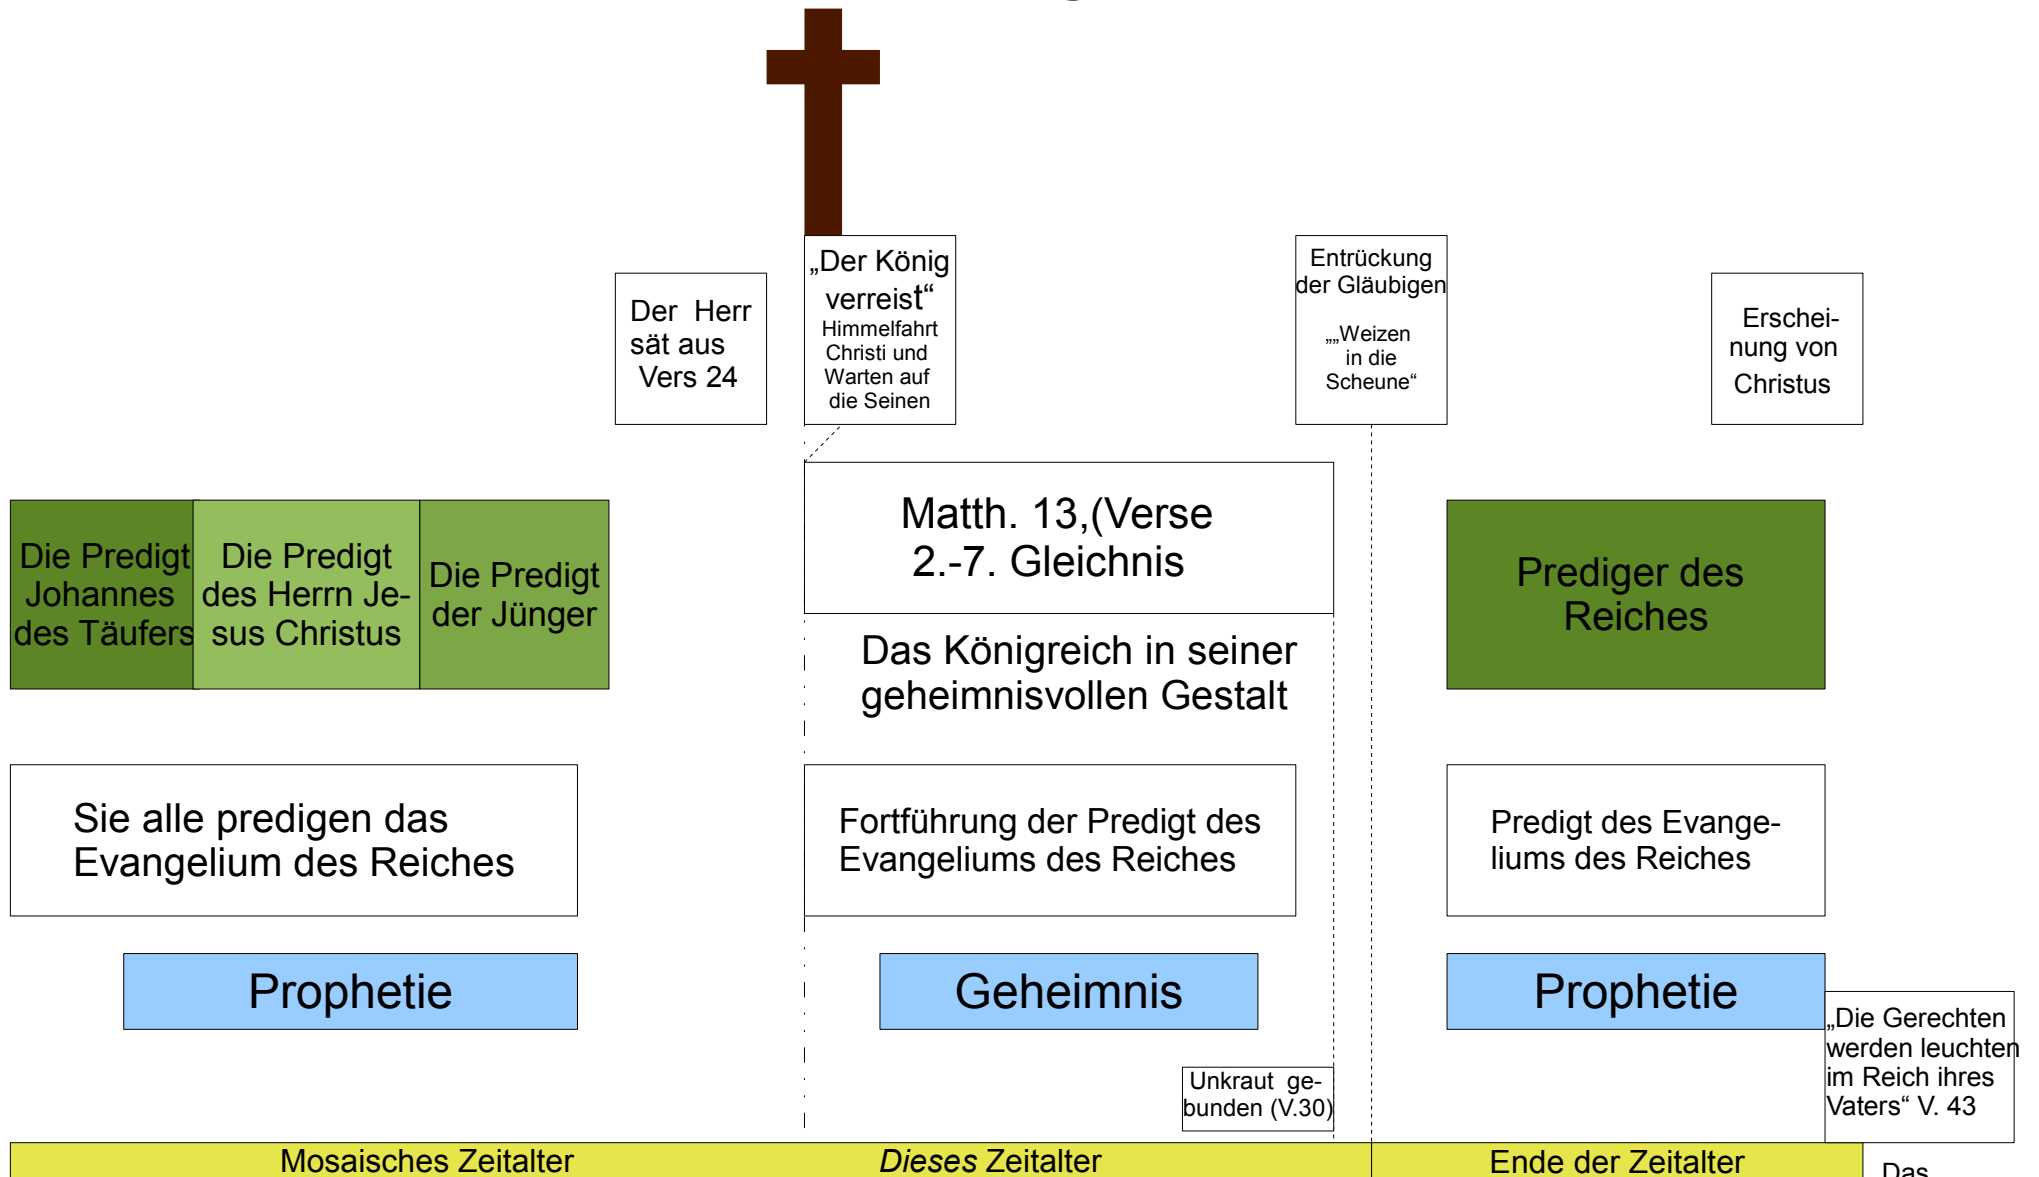 „Der König
verreist“
Himmelfahrt
Christi und
Warten auf
die Seinen
Entrückung
der Gläubigen
„„Weizen
in die
Scheune“
Der Herr
sät aus
Vers 24
Erschei-
nung von
Christus
Die Predigt
Johannes
des Täufers
Die Predigt
des Herrn Je-
sus Christus
Die Predigt
der Jünger
Matth. 13,(Verse
2.-7. Gleichnis
Prediger des
Reiches
Das Königreich in seiner
geheimnisvollen Gestalt
Sie alle predigen das
Evangelium des Reiches
Fortführung der Predigt des
Evangeliums des Reiches
Predigt des Evange-
liums des Reiches
Prophetie
Geheimnis
Prophetie
„Die Gerechten
werden leuchten
im Reich ihres
Vaters“ V. 43
Unkraut ge-
bunden (V.30)
Mosaisches Zeitalter
Dieses Zeitalter
Ende der Zeitalter
Das